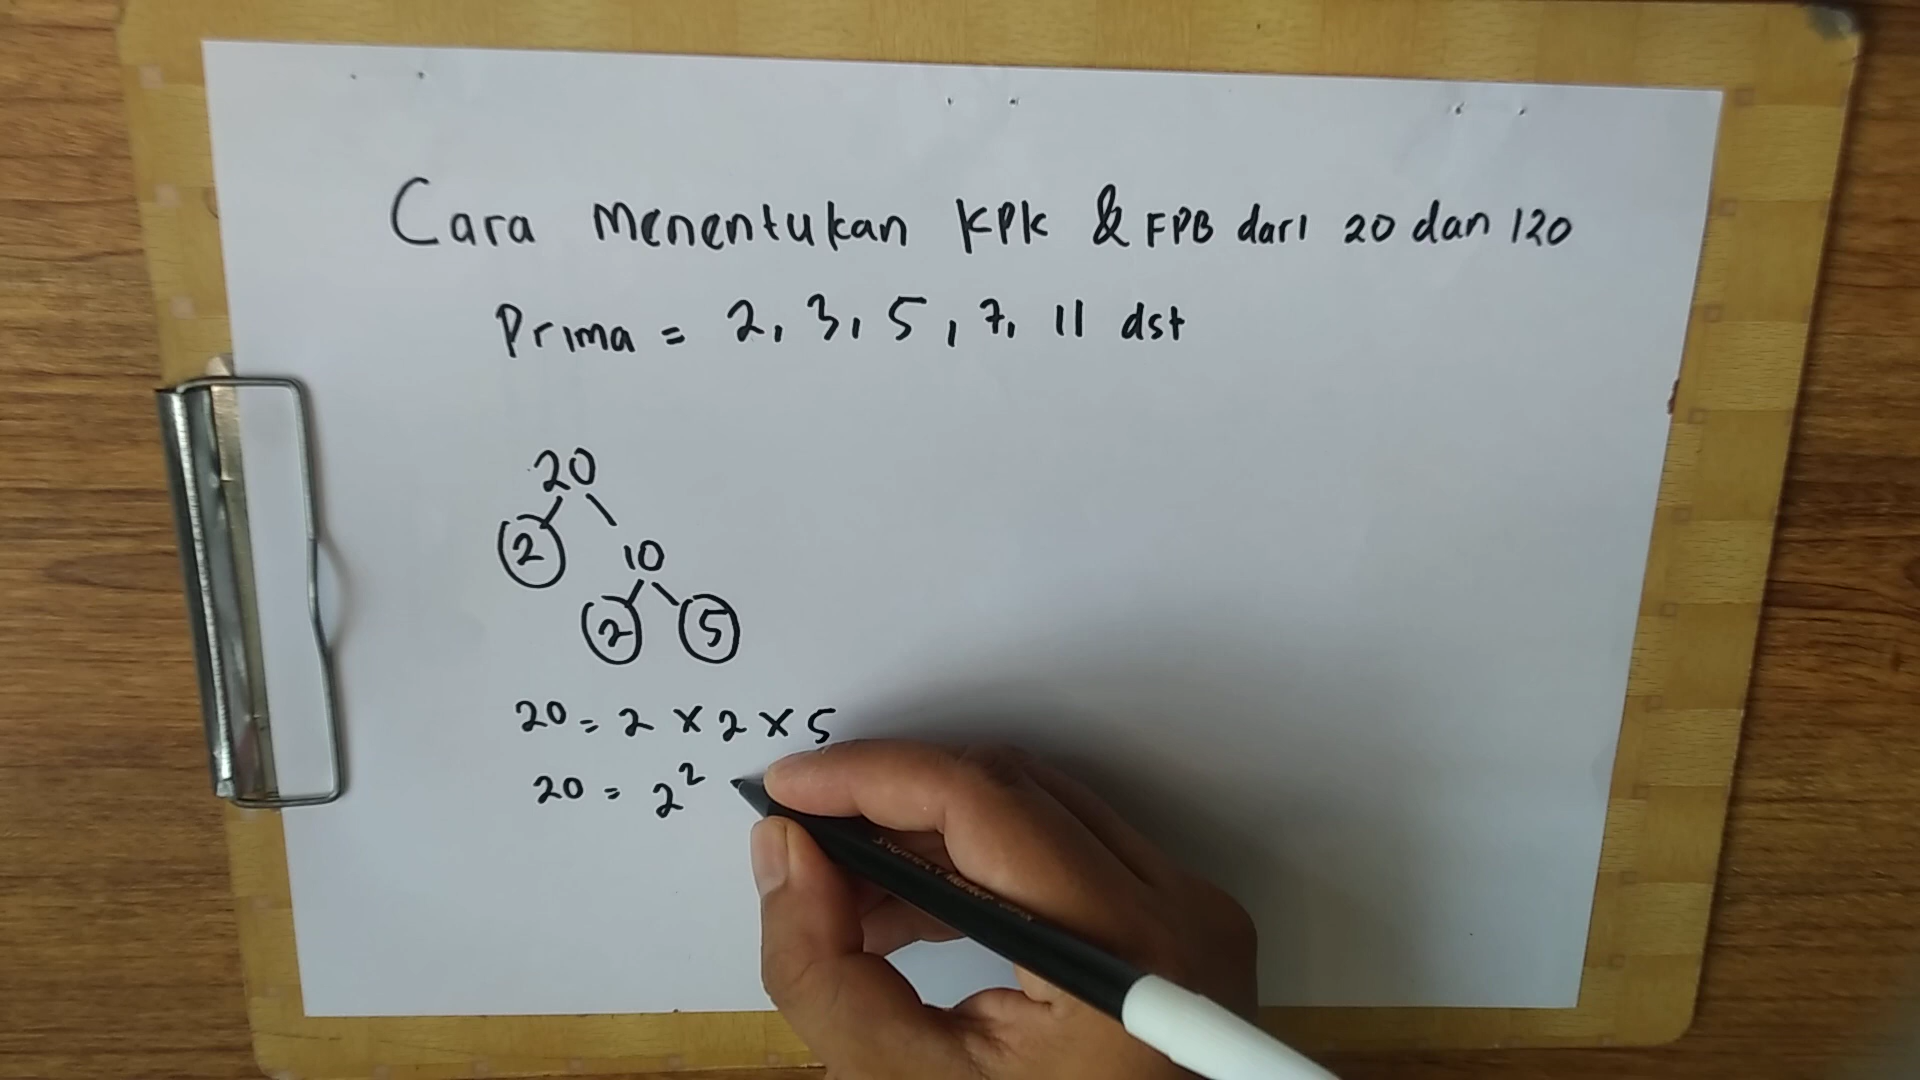 Cara Menentukan KPK & FPB dari 20 dan 120
Prima = 2, 3, 5, 7, 11 dst
20
2 10
2 5
20 = 2 x 2 x 5
20 = 2²